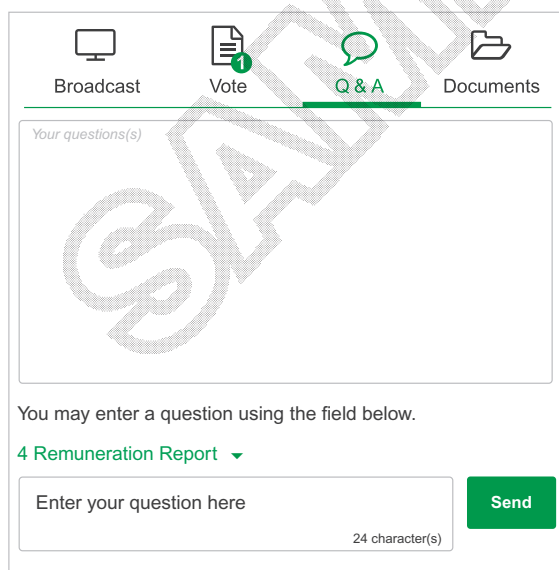 SAMPLE
Broadcast
Vote
1
Q & A
Documents
Your questions(s)
You may enter a question using the field below.
4 Remuneration Report
Enter your question here
24 character(s)
Send